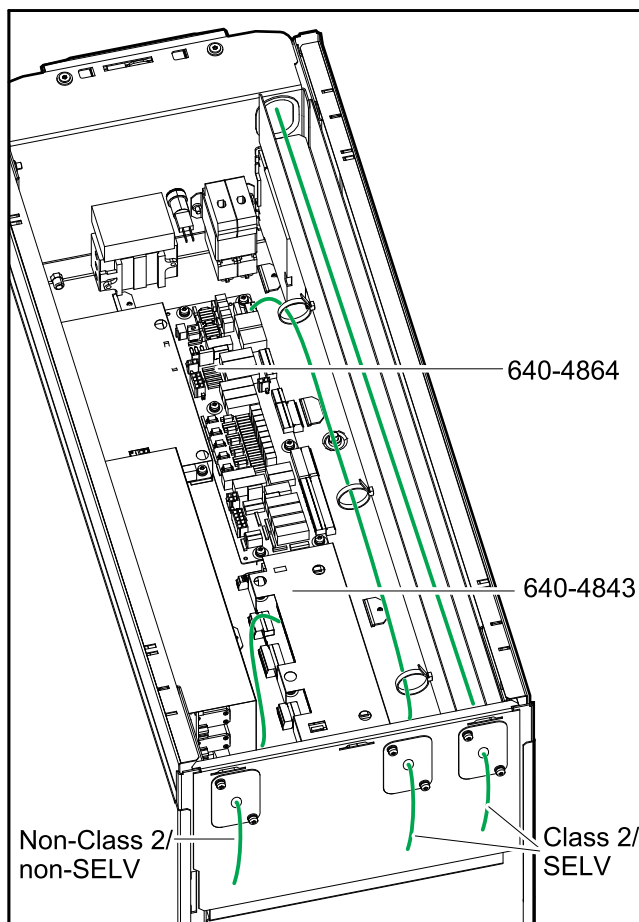 640-4864
640-4843
Non-Class 2/
non-SELV
Class 2/
SELV